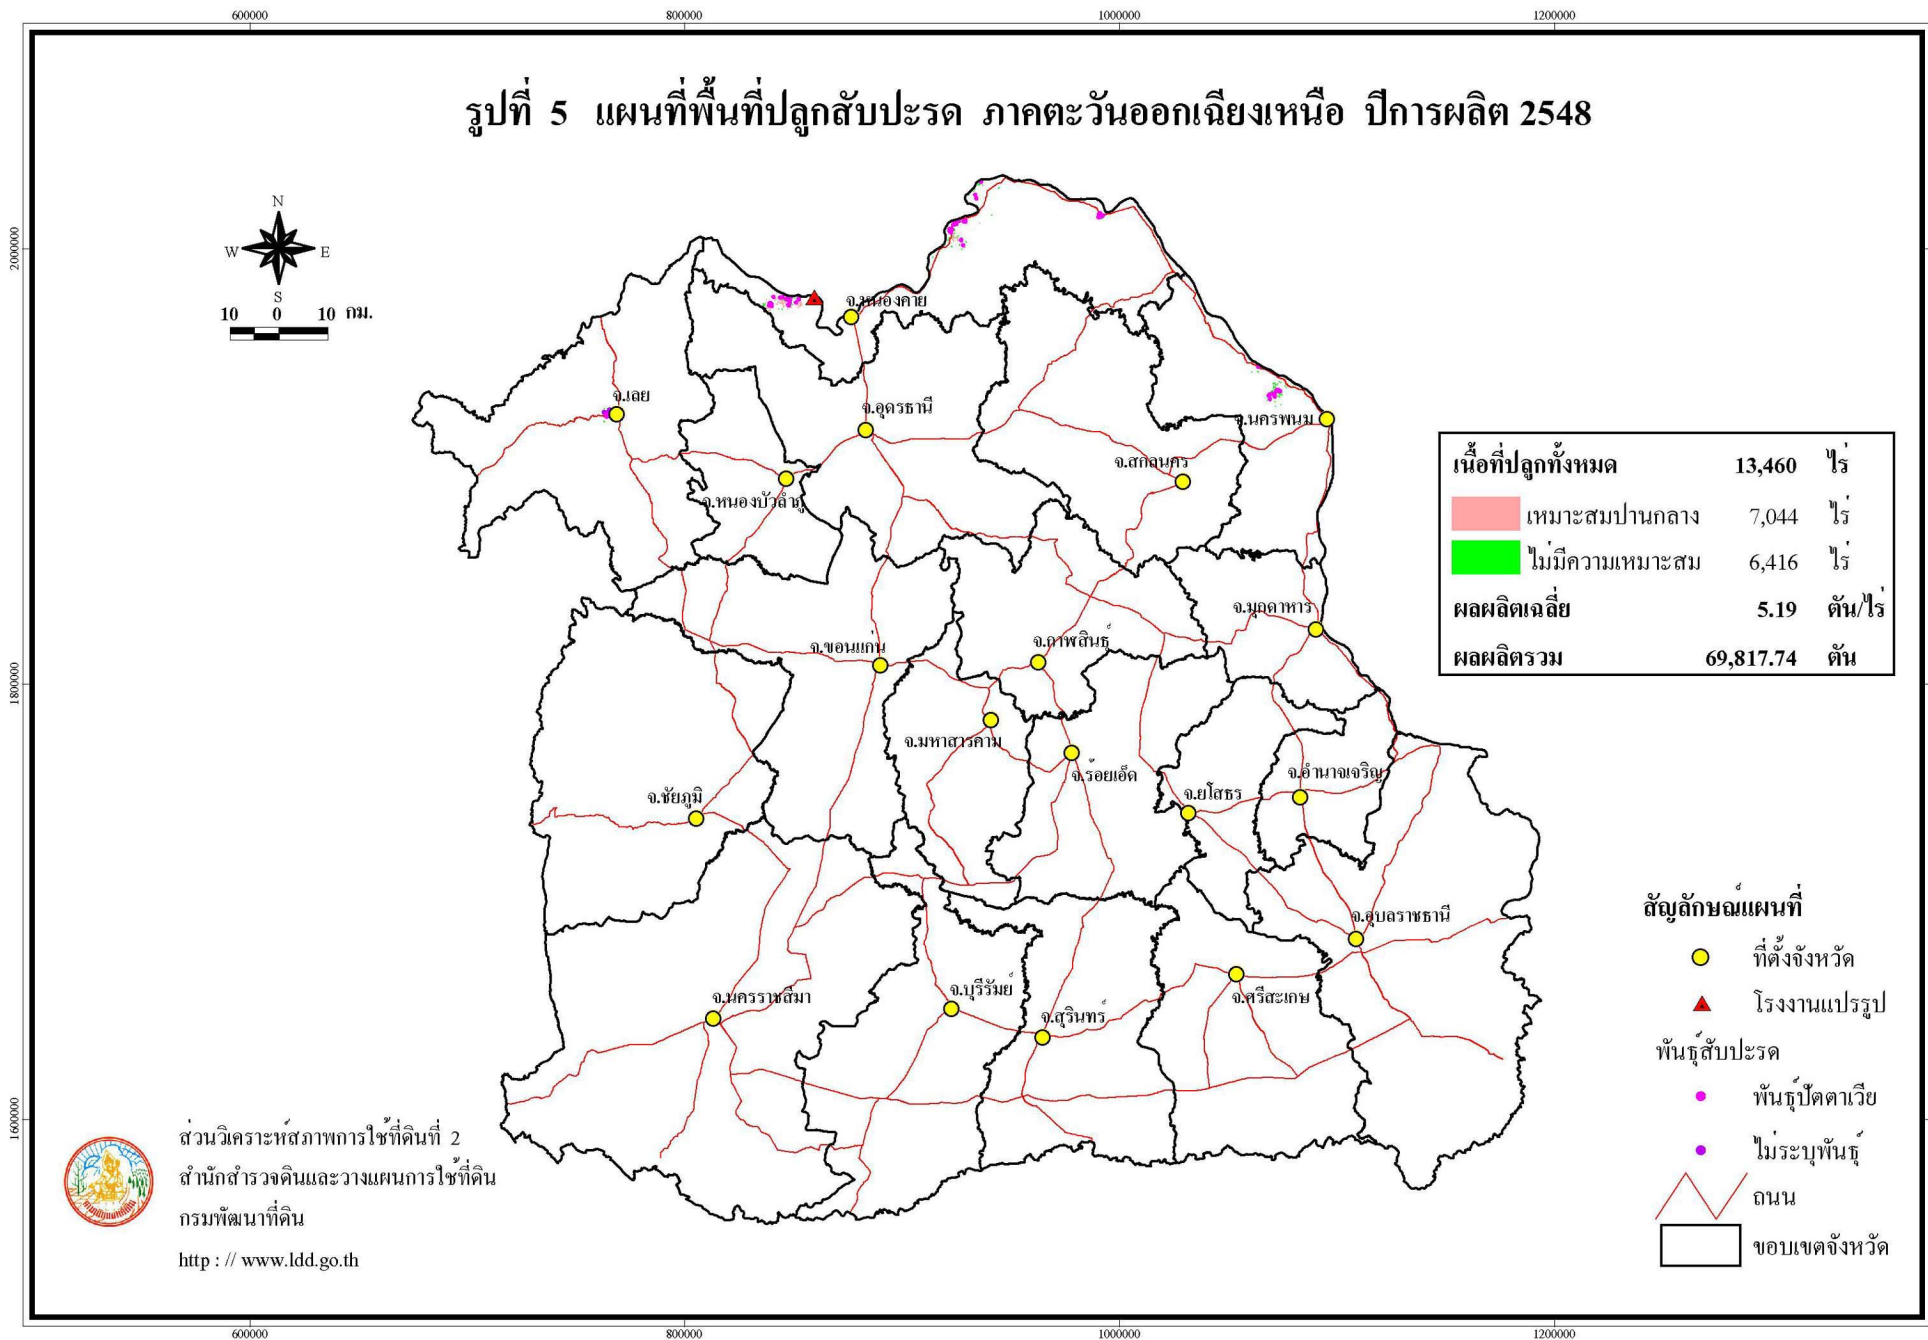 600000 800000 1000000 1200000
รูปที่ 5 แผนที่พื้นที่ปลูกสับปะรด ภาคตะวันออกเฉียงเหนือ ปีการผลิต 2548
N
W E
S
10 0 10 กม.
2000000
1800000
1600000
จ.หนองคาย
จ.เลย
จ.อุดรธานี
จ.นครพนม
จ.สกลนคร
จ.หนองบัวลำภู
จ.มุกดาหาร
จ.ขอนแก่น
จ.กาฬสินธุ์
จ.มหาสารคาม
จ.ร้อยเอ็ด
จ.อำนาจเจริญ
จ.ยโสธร
จ.ชัยภูมิ
จ.อุบลราชธานี
จ.นครราชสีมา
จ.บุรีรัมย์
จ.สุรินทร์
จ.ศรีสะเกษ
เนื้อที่ปลูกทั้งหมด 13,460 ไร่
เหมาะสมปานกลาง 7,044 ไร่
ไม่มีความเหมาะสม 6,416 ไร่
ผลผลิตเฉลี่ย 5.19 ตัน/ไร่
ผลผลิตรวม 69,817.74 ตัน
สัญลักษณ์แผนที่
ที่ตั้งจังหวัด
โรงงานแปรรูป
พันธุ์สับปะรด
พันธุ์ปัตตาเวีย
ไม่ระบุพันธุ์
ถนน
ขอบเขตจังหวัด
ส่วนวิเคราะห์สภาพการใช้ที่ดินที่ 2
สำนักสำรวจดินและวางแผนการใช้ที่ดิน
กรมพัฒนาที่ดิน
http : // www.ldd.go.th
กรมพัฒนาที่ดิน
600000 800000 1000000 1200000